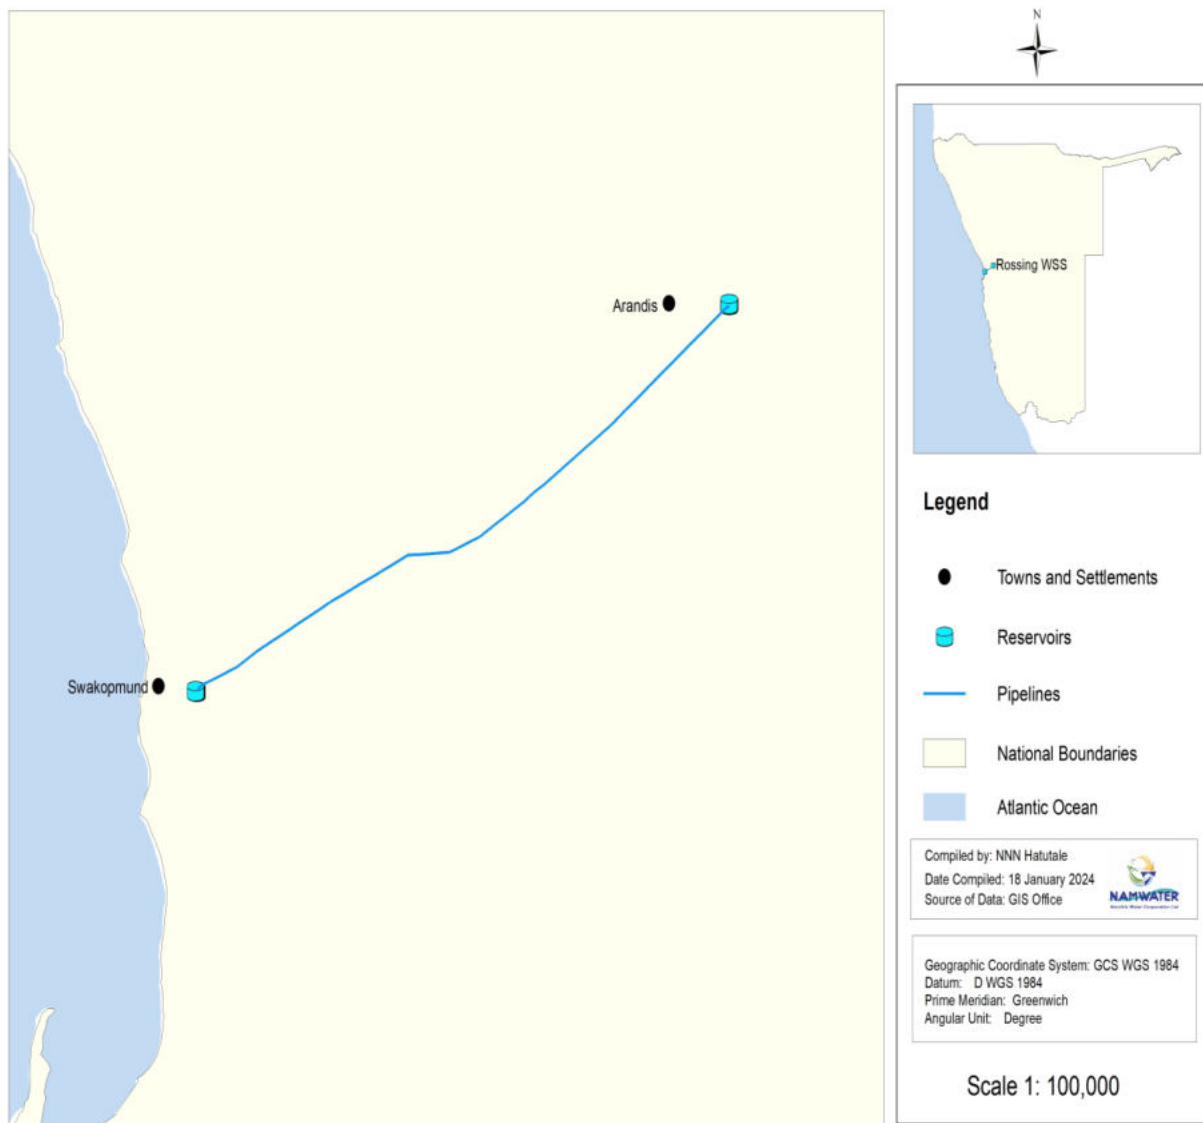 N
Rossing WSS
Arandis
Swakopmund
Legend
Towns and Settlements
Reservoirs
Pipelines
National Boundaries
Atlantic Ocean
Compiled by: NNN Hatutale
Date Compiled: 18 January 2024
Source of Data: GIS Office
NAMWATER
Geographic Coordinate System: GCS WGS 1984
Datum: D WGS 1984
Prime Meridian: Greenwich
Angular Unit: Degree
Scale 1: 100,000